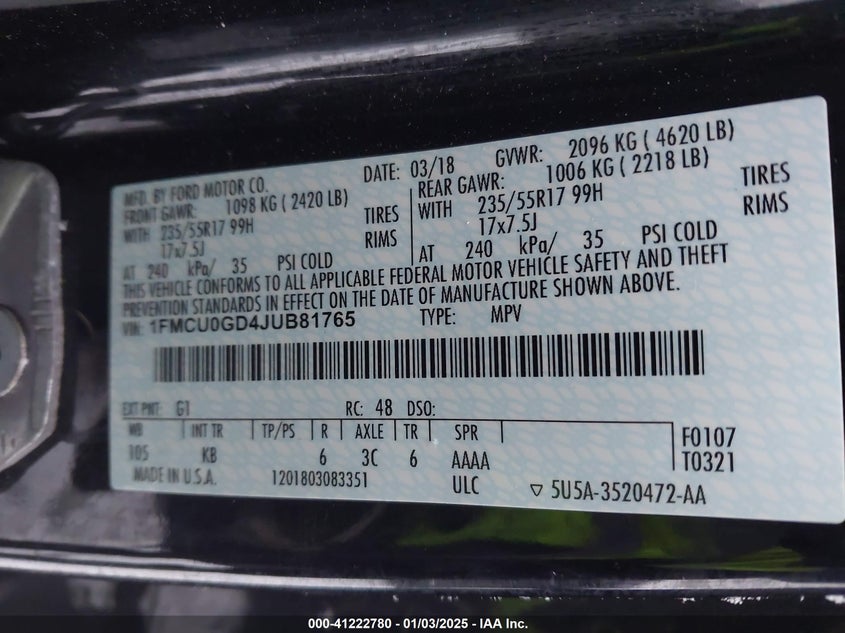 MFD. BY FORD MOTOR CO. DATE: 03/18 GVWR: 2096 KG ( 4620 LB)
FRONT GAWR: 1098 KG ( 2420 LB) REAR GAWR: 1006 KG ( 2218 LB)
WITH 235/55R17 99H TIRES WITH 235/55R17 99H TIRES
17x7.5J RIMS 17x7.5J RIMS
AT 240 kPa/ 35 PSI COLD AT 240 kPa/ 35 PSI COLD
THIS VEHICLE CONFORMS TO ALL APPLICABLE FEDERAL MOTOR VEHICLE SAFETY AND THEFT
PREVENTION STANDARDS IN EFFECT ON THE DATE OF MANUFACTURE SHOWN ABOVE.
VIN: 1FMCU0GD4JUB81765 TYPE: MPV
EXT PNT: G1 RC: 48 DSO:
WB INT TR TP/PS R AXLE TR SPR F0107
105 KB 6 3C 6 AAAA T0321
MADE IN U.S.A. 1201803083351 ULC ▽ 5U5A-3520472-AA
000-41222780 - 01/03/2025 - IAA Inc.